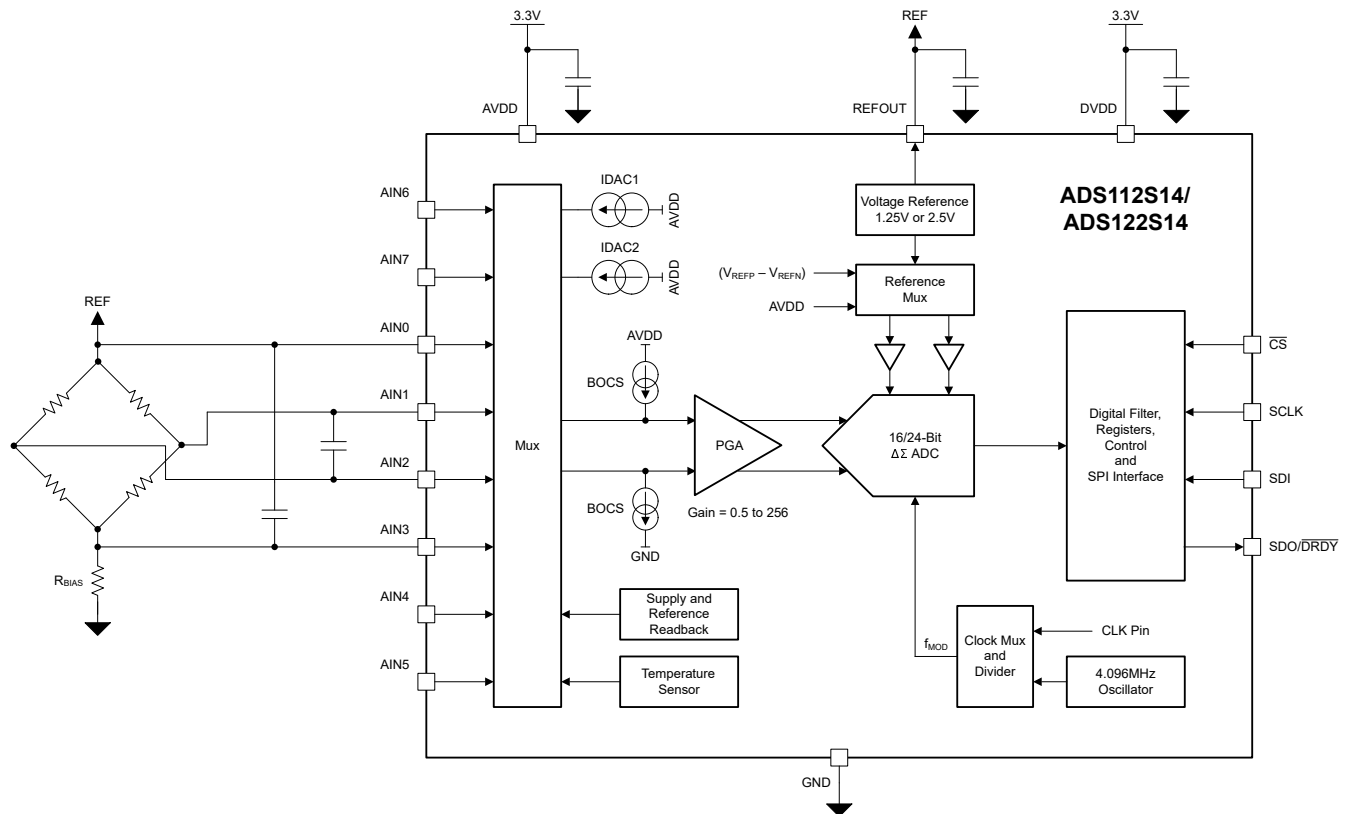 3.3V
REF
3.3V
AVDD
REFOUT
DVDD
ADS112S14/
ADS122S14
AIN6
IDAC1
AVDD
Voltage Reference
1.25V or 2.5V
AIN7
IDAC2
AVDD
(VREFP – VREFN)
Reference
Mux
AVDD
REF
AIN0
AVDD
BOCS
CS
AIN1
Mux
PGA
16/24-Bit
ΔΣ ADC
Digital Filter,
Registers,
Control
and
SPI Interface
SCLK
AIN2
BOCS
Gain = 0.5 to 256
SDI
GND
AIN3
SDO/DRDY
RBIAS
AIN4
Supply and
Reference
Readback
fMOD
Clock Mux
and
Divider
CLK Pin
AIN5
Temperature
Sensor
4.096MHz
Oscillator
GND